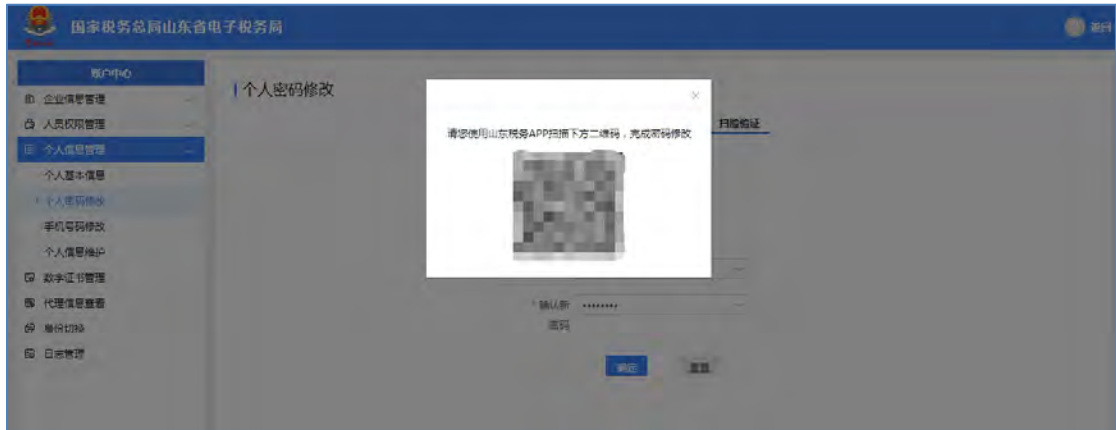 国家税务总局山东省电子税务局
账户中心
企业信息管理
人员权限管理
个人信息管理
个人基本信息
个人密码修改
手机号码修改
个人信息维护
数字证书管理
代理信息查看
身份切换
日志管理
个人密码修改
扫脸验证
请您使用山东税务APP扫描下方二维码，完成密码修改
* 确认新
密码
••••••••
确定
重置